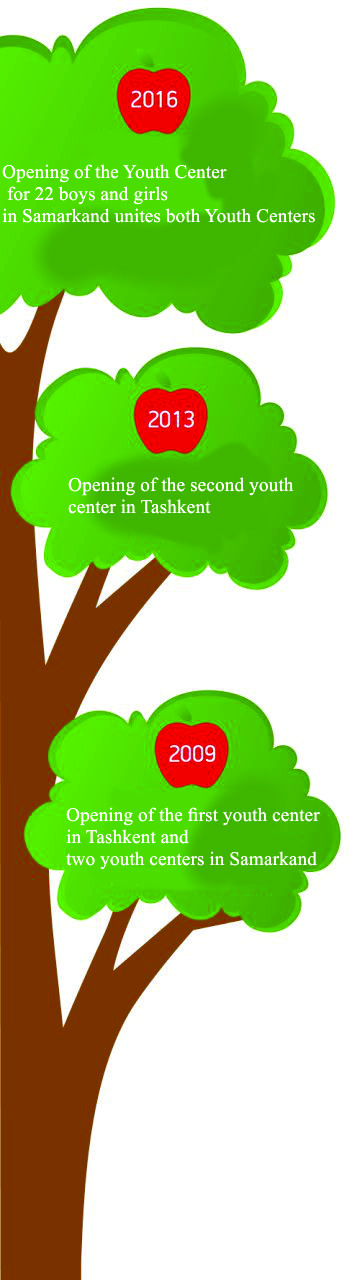 2016
Opening of the Youth Center
for 22 boys and girls
in Samarkand unites both Youth Centers
2013
Opening of the second youth
center in Tashkent
2009
Opening of the first youth center
in Tashkent and
two youth centers in Samarkand